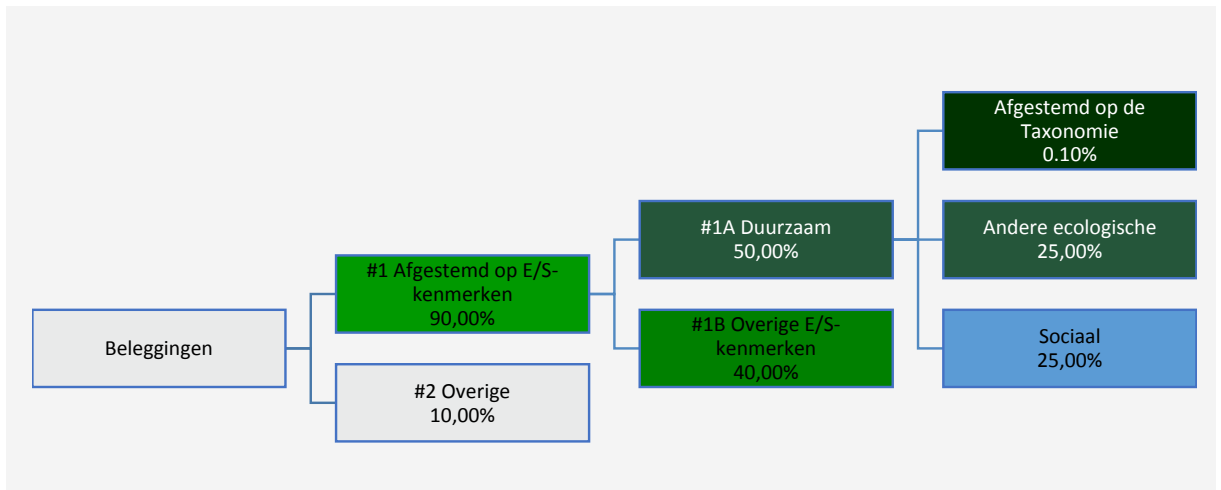 Beleggingen
#1 Afgestemd op E/S-
kenmerken
90,00%
#2 Overige
10,00%
#1A Duurzaam
50,00%
#1B Overige E/S-
kenmerken
40,00%
Afgestemd op de
Taxonomie
0.10%
Andere ecologische
25,00%
Sociaal
25,00%